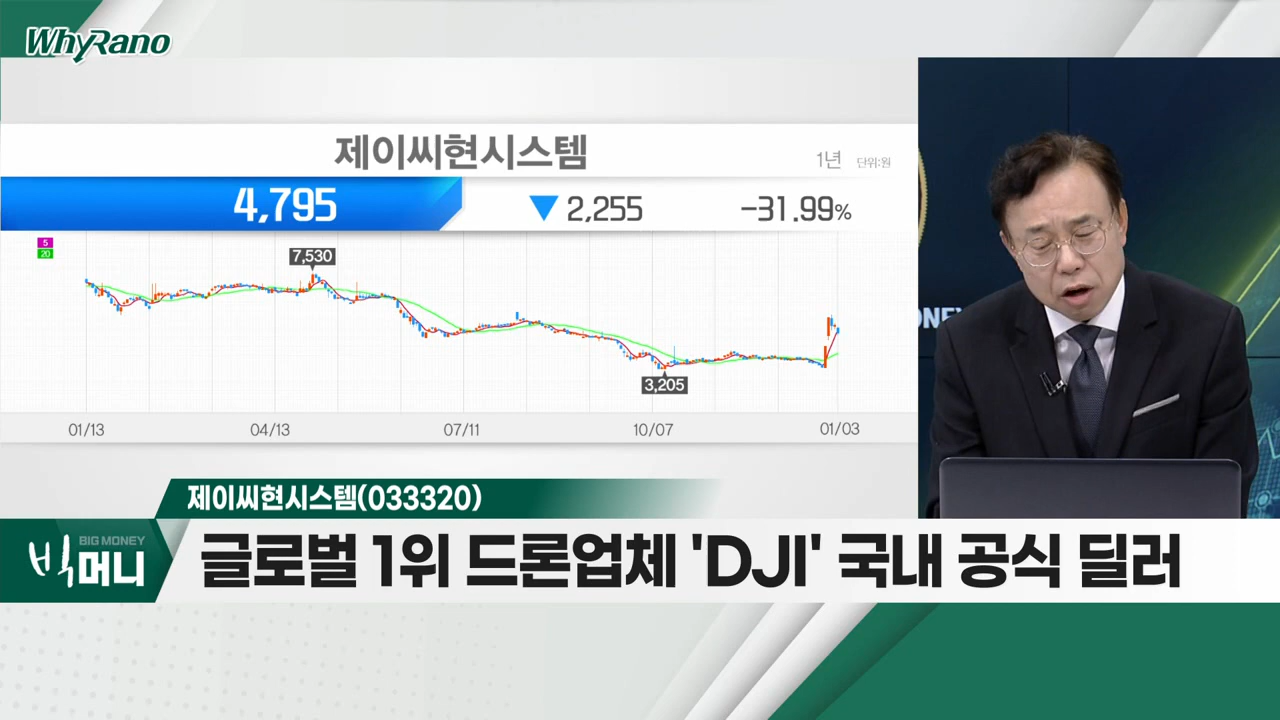 WhyRano
제이씨현시스템
1년 단위:원
4,795 ▼ 2,255 -31.99%
5
20
7,530
3,205
01/13 04/13 07/11 10/07 01/03
ONEY
제이씨현시스템(033320)
BIG MONEY
빅머니
글로벌 1위 드론업체 'DJI' 국내 공식 딜러